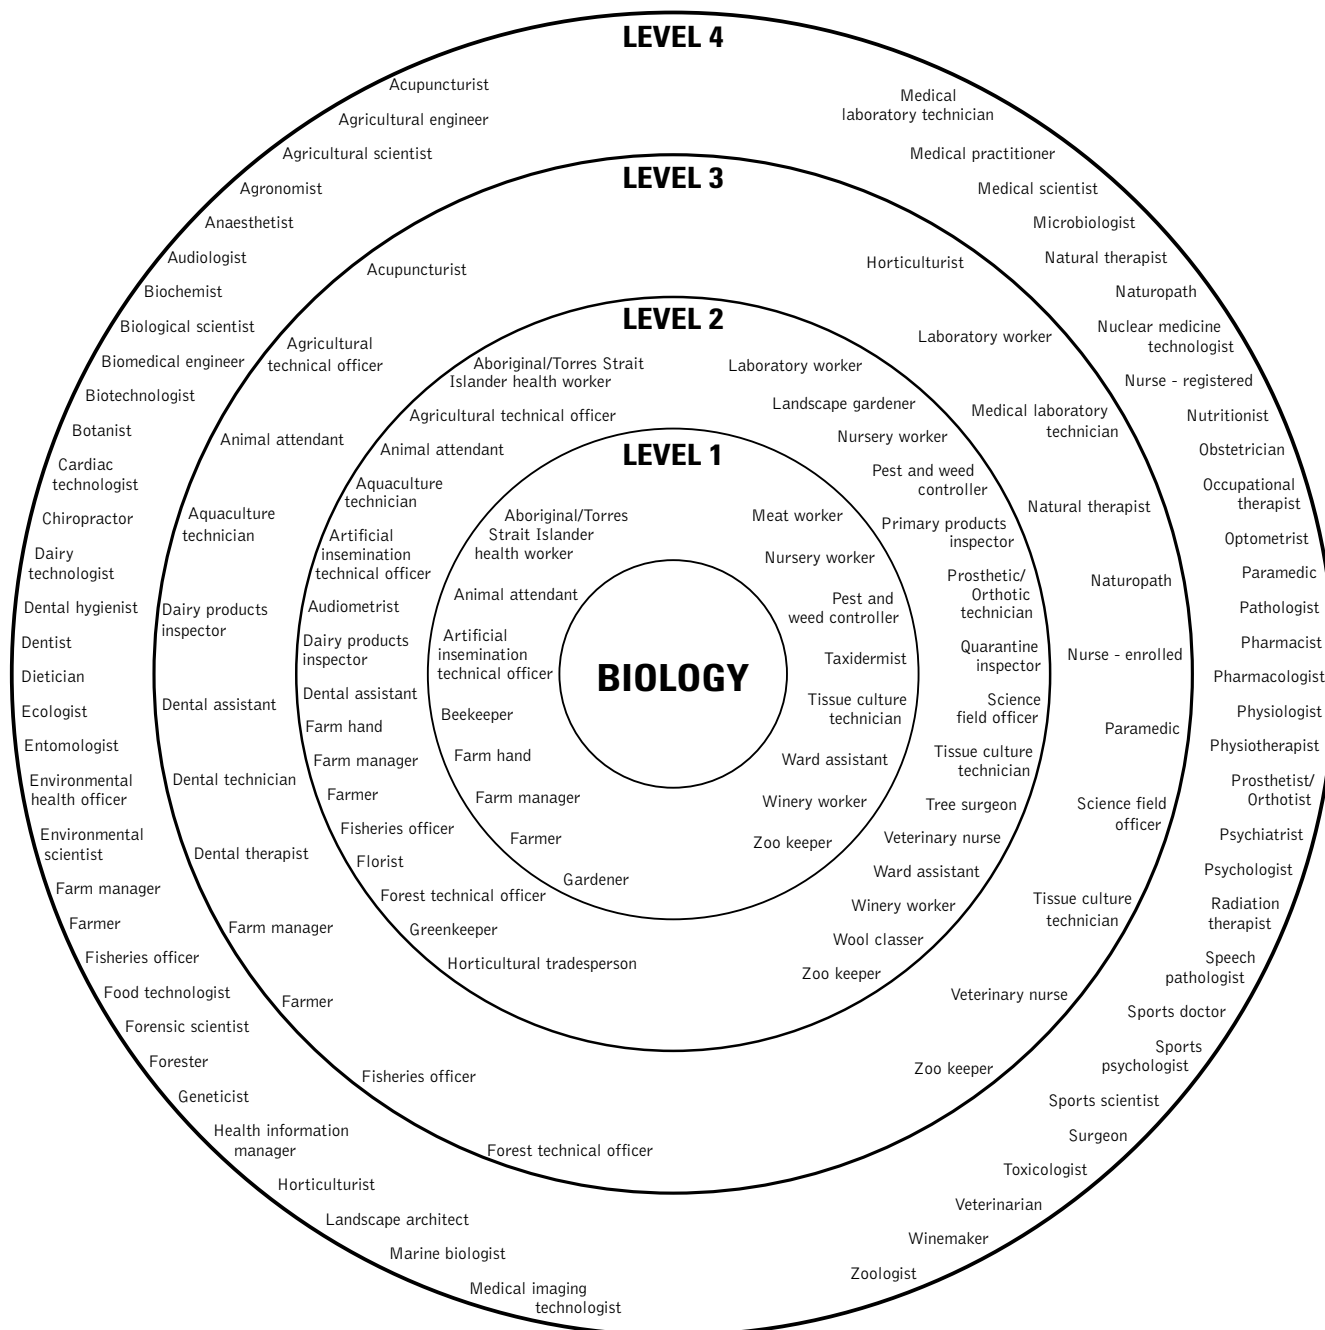 LEVEL 4
Acupuncturist
Agricultural engineer
Agricultural scientist
Agronomist
Anaesthetist
Audiologist
Biochemist
Biological scientist
Biomedical engineer
Biotechnologist
Botanist
Cardiac
technologist
Chiropractor
Dairy
technologist
Dental hygienist
Dentist
Dietician
Ecologist
Entomologist
Environmental
health officer
Environmental
scientist
Farm manager
Farmer
Fisheries officer
Food technologist
Forensic scientist
Forester
Geneticist
Health information
manager
Horticulturist
Landscape architect
Marine biologist
Medical imaging
technologist
Medical
laboratory technician
Medical practitioner
Medical scientist
Microbiologist
Natural therapist
Naturopath
Nuclear medicine
technologist
Nurse - registered
Nutritionist
Obstetrician
Occupational
therapist
Optometrist
Paramedic
Pathologist
Pharmacist
Pharmacologist
Physiologist
Physiotherapist
Prosthetist/
Orthotist
Psychiatrist
Psychologist
Radiation
therapist
Speech
pathologist
Sports doctor
Sports
psychologist
Sports scientist
Surgeon
Toxicologist
Veterinarian
Winemaker
Zoologist
LEVEL 3
Acupuncturist
Agricultural
technical officer
Animal attendant
Aquaculture
technician
Dairy products
inspector
Dental assistant
Dental technician
Dental therapist
Farm manager
Farmer
Fisheries officer
Forest technical officer
Horticulturist
Laboratory worker
Medical laboratory
technician
Natural therapist
Naturopath
Nurse - enrolled
Paramedic
Science field
officer
Tissue culture
technician
Veterinary nurse
Zoo keeper
LEVEL 2
Aboriginal/Torres Strait
Islander health worker
Agricultural technical officer
Animal attendant
Aquaculture
technician
Artificial
insemination
technical officer
Audiometrist
Dairy products
inspector
Dental assistant
Farm hand
Farm manager
Farmer
Fisheries officer
Florist
Forest technical officer
Greenkeeper
Horticultural tradesperson
Laboratory worker
Landscape gardener
Nursery worker
Pest and weed
controller
Primary products
inspector
Prosthetic/
Orthotic
technician
Quarantine
inspector
Science
field officer
Tissue culture
technician
Tree surgeon
Veterinary nurse
Ward assistant
Winery worker
Wool classer
Zoo keeper
LEVEL 1
Aboriginal/Torres
Strait Islander
health worker
Animal attendant
Artificial
insemination
technical officer
Beekeeper
Farm hand
Farm manager
Farmer
Gardener
Meat worker
Nursery worker
Pest and
weed controller
Taxidermist
Tissue culture
technician
Ward assistant
Winery worker
Zoo keeper
BIOLOGY